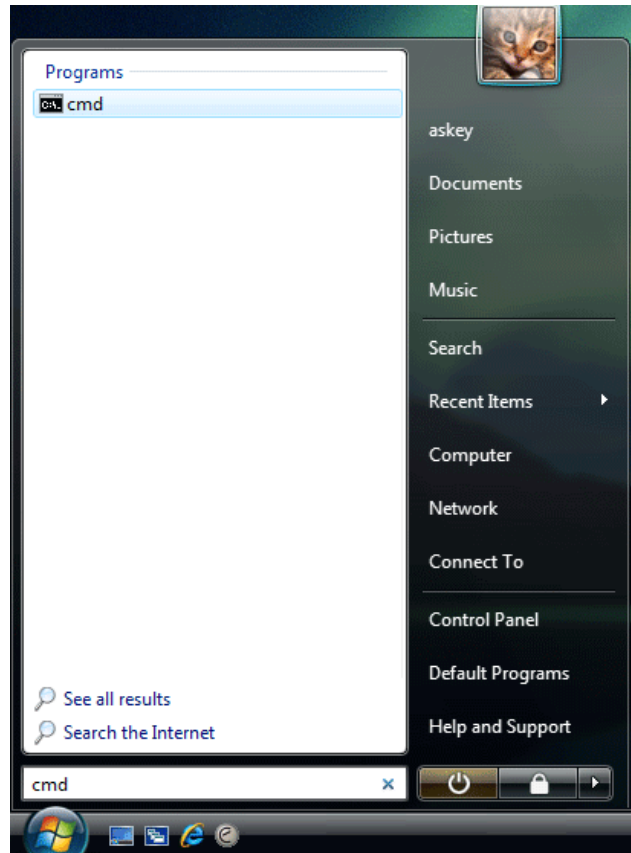 Programs
cmd
See all results
Search the Internet
cmd
askey
Documents
Pictures
Music
Search
Recent Items
Computer
Network
Connect To
Control Panel
Default Programs
Help and Support